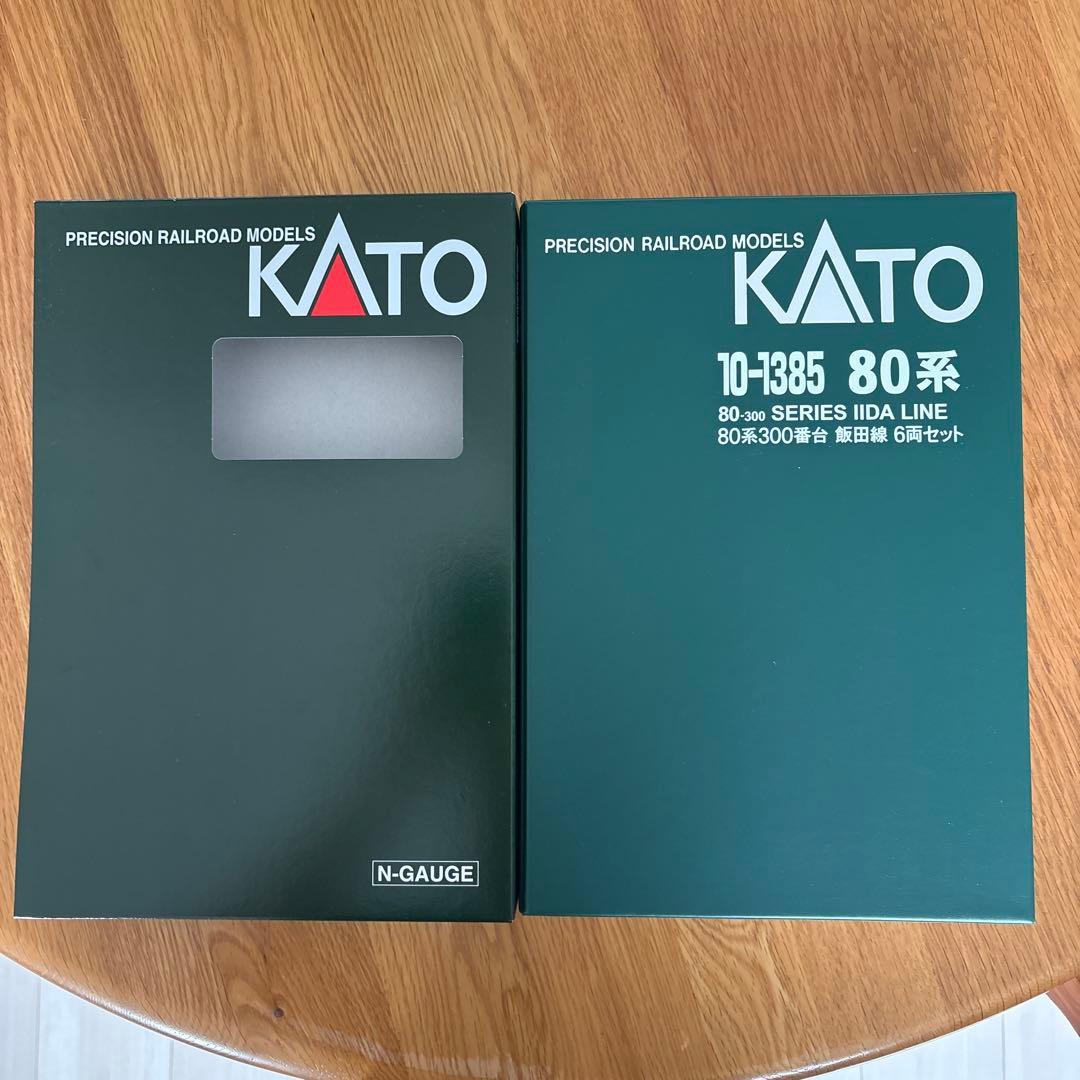 PRECISION RAILROAD MODELS
KATO
N-GAUGE
PRECISION RAILROAD MODELS
KATO
10-1385 80系
80-300 SERIES IIDA LINE
80系300番台 飯田線 6両セット